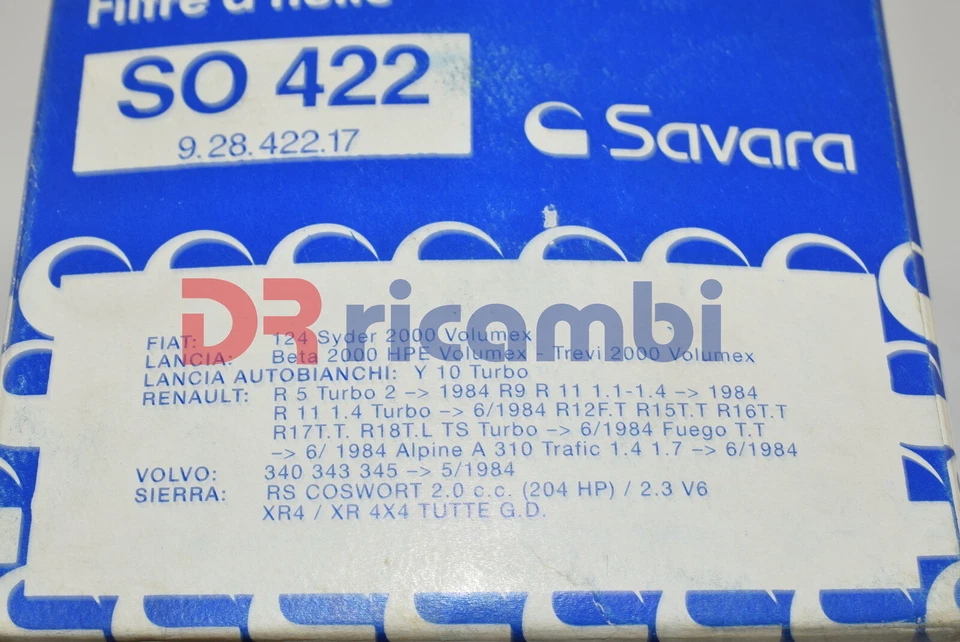 Filtre à huile
SO 422
9.28.422.17
Savara
DR ricambi
FIAT: 124 Syder 2000 Volumex
LANCIA: Beta 2000 HPE Volumex - Trevi 2000 Volumex
LANCIA AUTOBIANCHI: Y 10 Turbo
RENAULT: R 5 Turbo 2 -> 1984 R9 R 11 1.1-1.4 -> 1984
R 11 1.4 Turbo -> 6/1984 R12F.T R15T.T R16T.T
R17T.T. R18T.L TS Turbo -> 6/1984 Fuego T.T
-> 6/ 1984 Alpine A 310 Trafic 1.4 1.7 -> 6/1984
VOLVO: 340 343 345 -> 5/1984
SIERRA: RS COSWORT 2.0 c.c. (204 HP) / 2.3 V6
XR4 / XR 4X4 TUTTE G.D.